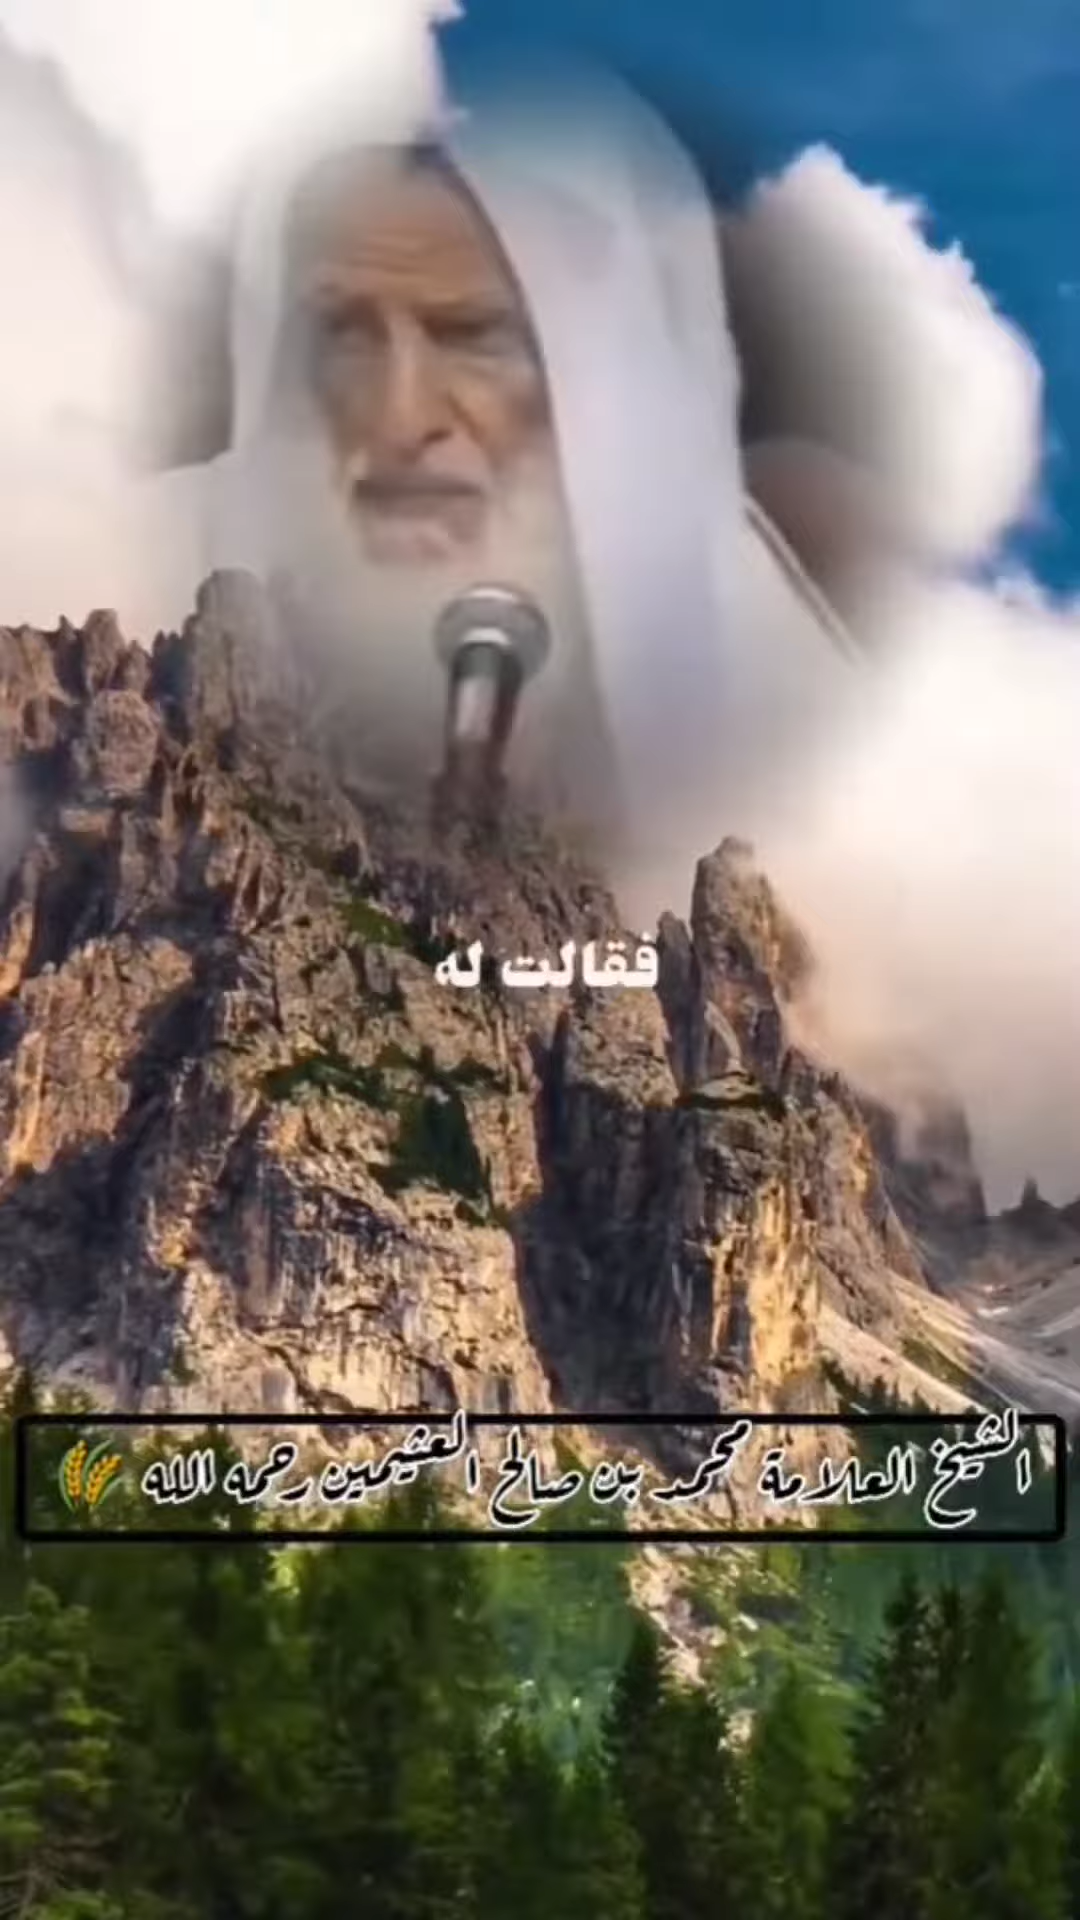 فقالت له
الشيخ العلامة محمد بن صالح العثيمين رحمه الله